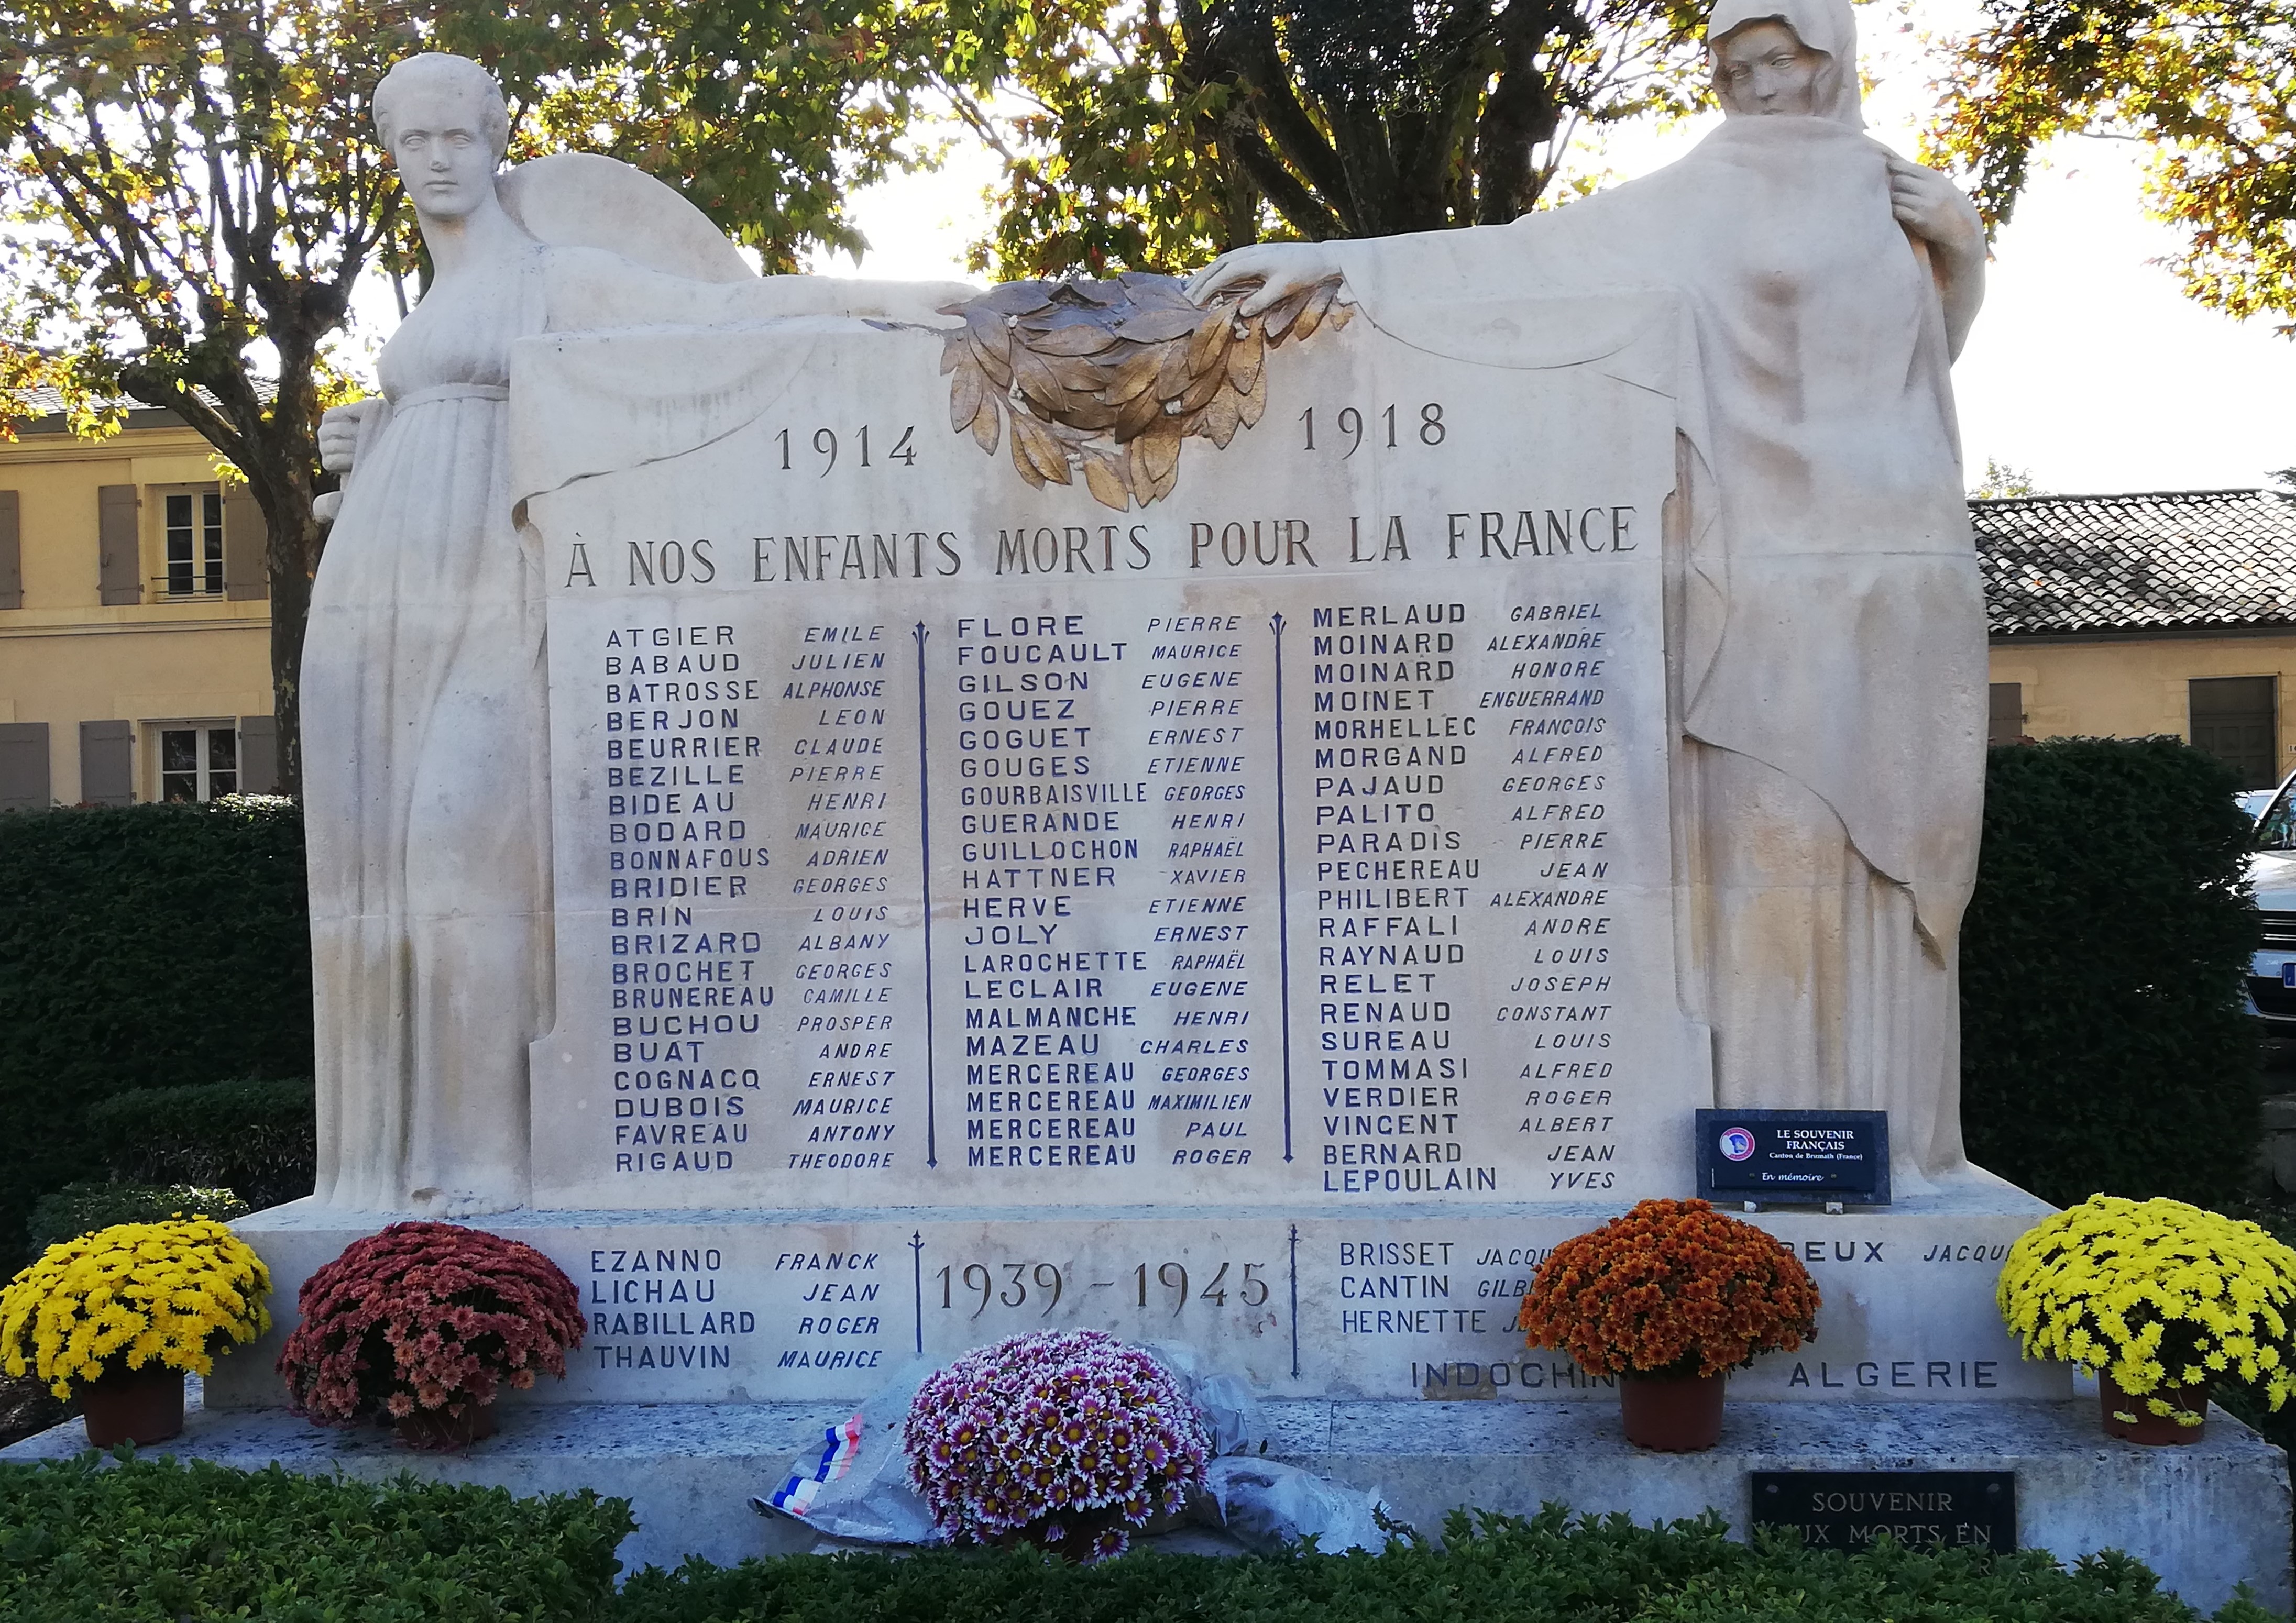 1914 1918
À NOS ENFANTS MORTS POUR LA FRANCE
ATGIER EMILE
BABAUD JULIEN
BATROSSE ALPHONSE
BERJON LEON
BEURRIER CLAUDE
BEZILLE PIERRE
BIDEAU HENRI
BODARD MAURICE
BONNAFOUS ADRIEN
BRIDIER GEORGES
BRIN LOUIS
BRIZARD ALBANY
BROCHET GEORGES
BRUNEREAU CAMILLE
BUCHOU PROSPER
BUAT ANDRE
COGNACQ ERNEST
DUBOIS MAURICE
FAVREAU ANTONY
RIGAUD THEODORE
FLORE PIERRE
FOUCAULT MAURICE
GILSON EUGENE
GOUEZ PIERRE
GOGUET ERNEST
GOUGES ETIENNE
GOURBAISVILLE GEORGES
GUERANDE HENRI
GUILLOCHON RAPHAËL
HATTNER XAVIER
HERVE ETIENNE
JOLY ERNEST
LAROCHETTE RAPHAËL
LECLAIR EUGENE
MALMANCHE HENRI
MAZEAU CHARLES
MERCEREAU GEORGES
MERCEREAU MAXIMILIEN
MERCEREAU PAUL
MERCEREAU ROGER
MERLAUD GABRIEL
MOINARD ALEXANDRE
MOINARD HONORE
MOINET ENGUERRAND
MORHELLEC FRANÇOIS
MORGAND ALFRED
PAJAUD GEORGES
PALITO ALFRED
PARADIS PIERRE
PECHEREAU JEAN
PHILIBERT ALEXANDRE
RAFFALI ANDRE
RAYNAUD LOUIS
RELET JOSEPH
RENAUD CONSTANT
SUREAU LOUIS
TOMMASI ALFRED
VERDIER ROGER
VINCENT ALBERT
BERNARD JEAN
LEPOULAIN YVES
LE SOUVENIR
FRANÇAIS
Canton de Brumath (France)
En mémoire
EZANNO FRANCK
LICHAU JEAN
RABILLARD ROGER
THAUVIN MAURICE
1939-1945
BRISSET
CANTIN
HERNETTE
ALGERIE
SOUVENIR
MORTS EN